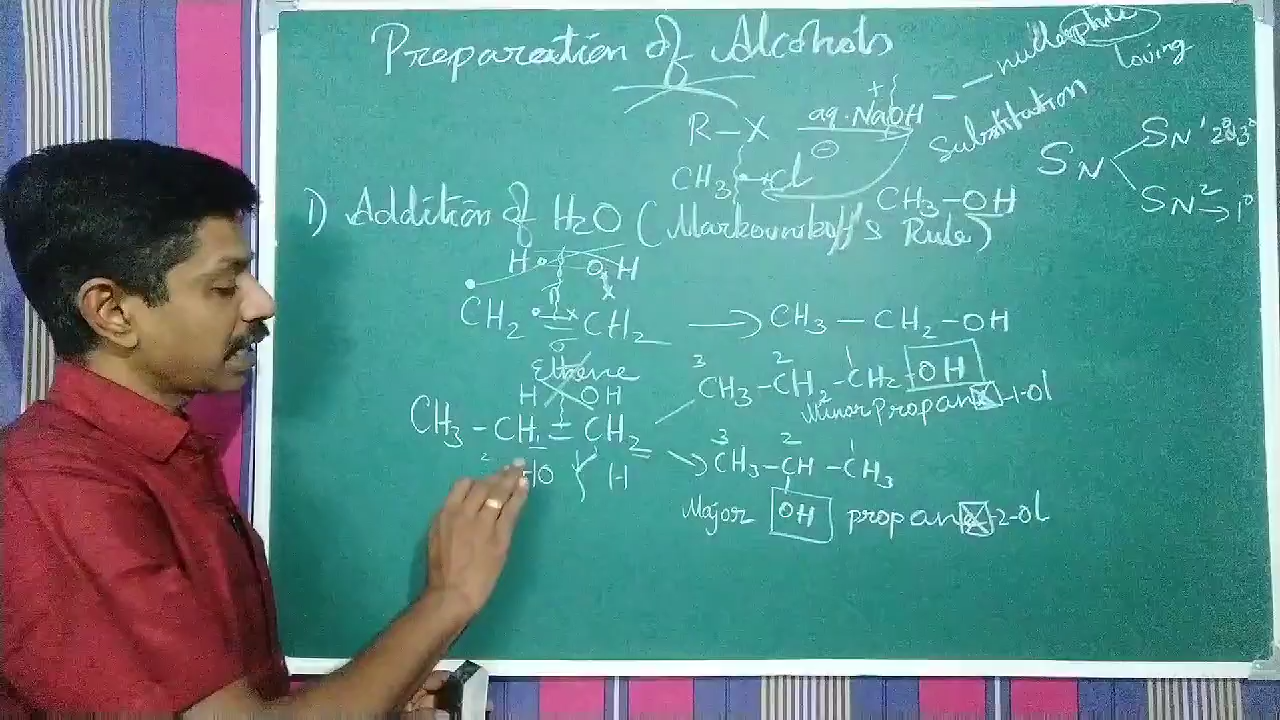 Preparation of Alcohols
nucleophile
loving
R-X aq.NaOH - substitution
+
⊖
CH3-Cl
CH3-OH
SN
SN1 2° 3°
SN2 → 1°
1) Addition of H2O (Markownikoff's Rule)
H OH
CH2 = CH2 → CH3 - CH2 - OH
π
σ
Ethene
3 2 1
CH3 - CH2 - CH2 - OH
Minor propan -1-ol
H OH
CH3 - CH = CH2
HO H
3 2 1
CH3 - CH - CH3
Major OH propan -2-ol